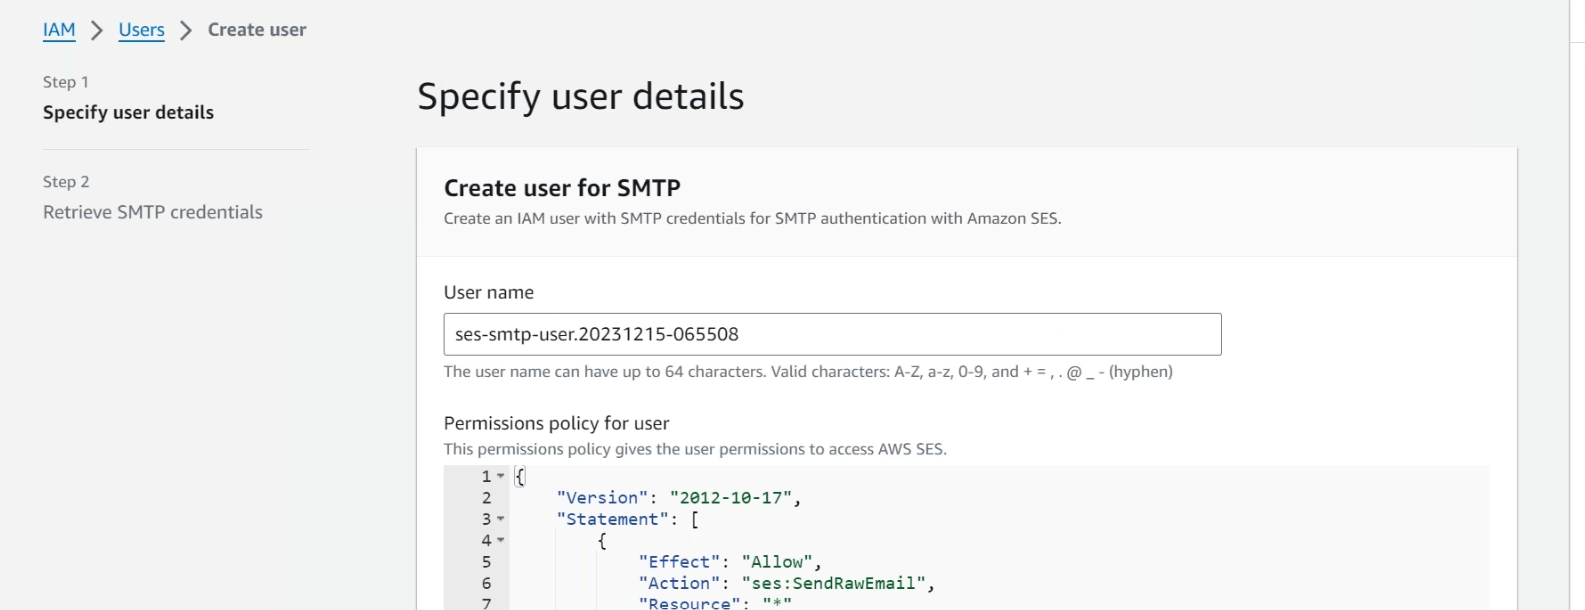 IAM > Users > Create user
Step 1
Specify user details
Step 2
Retrieve SMTP credentials
Specify user details
Create user for SMTP
Create an IAM user with SMTP credentials for SMTP authentication with Amazon SES.
User name
ses-smtp-user.20231215-065508
The user name can have up to 64 characters. Valid characters: A-Z, a-z, 0-9, and + = , . @ _ - (hyphen)
Permissions policy for user
This permissions policy gives the user permissions to access AWS SES.
1 {
2 "Version": "2012-10-17",
3 "Statement": [
4 {
5 "Effect": "Allow",
6 "Action": "ses:SendRawEmail",
7 "Resource": "*"